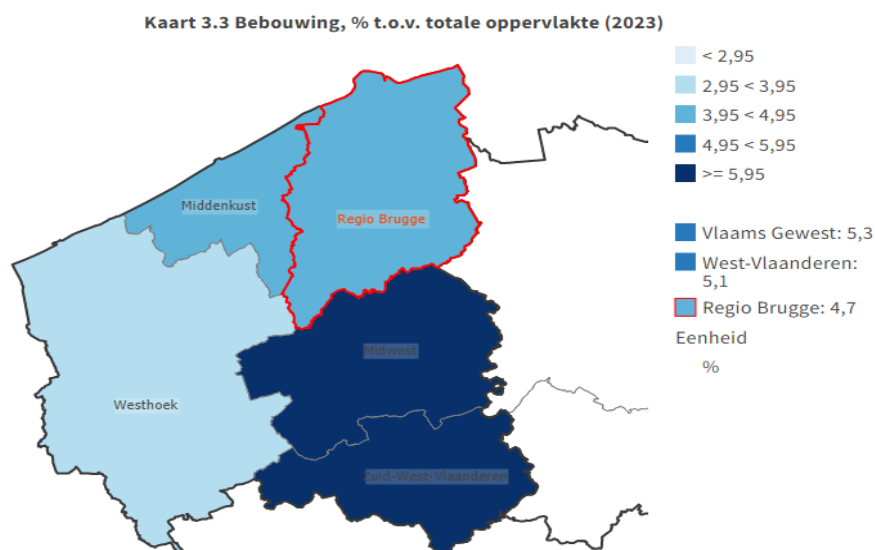 Kaart 3.3 Bebouwing, % t.o.v. totale oppervlakte (2023)
< 2,95
2,95 < 3,95
3,95 < 4,95
4,95 < 5,95
>= 5,95
Middenkust
Regio Brugge
Midwest
Westhoek
Zuid-West-Vlaanderen
Vlaams Gewest: 5,3
West-Vlaanderen:
5,1
Regio Brugge: 4,7
Eenheid
%